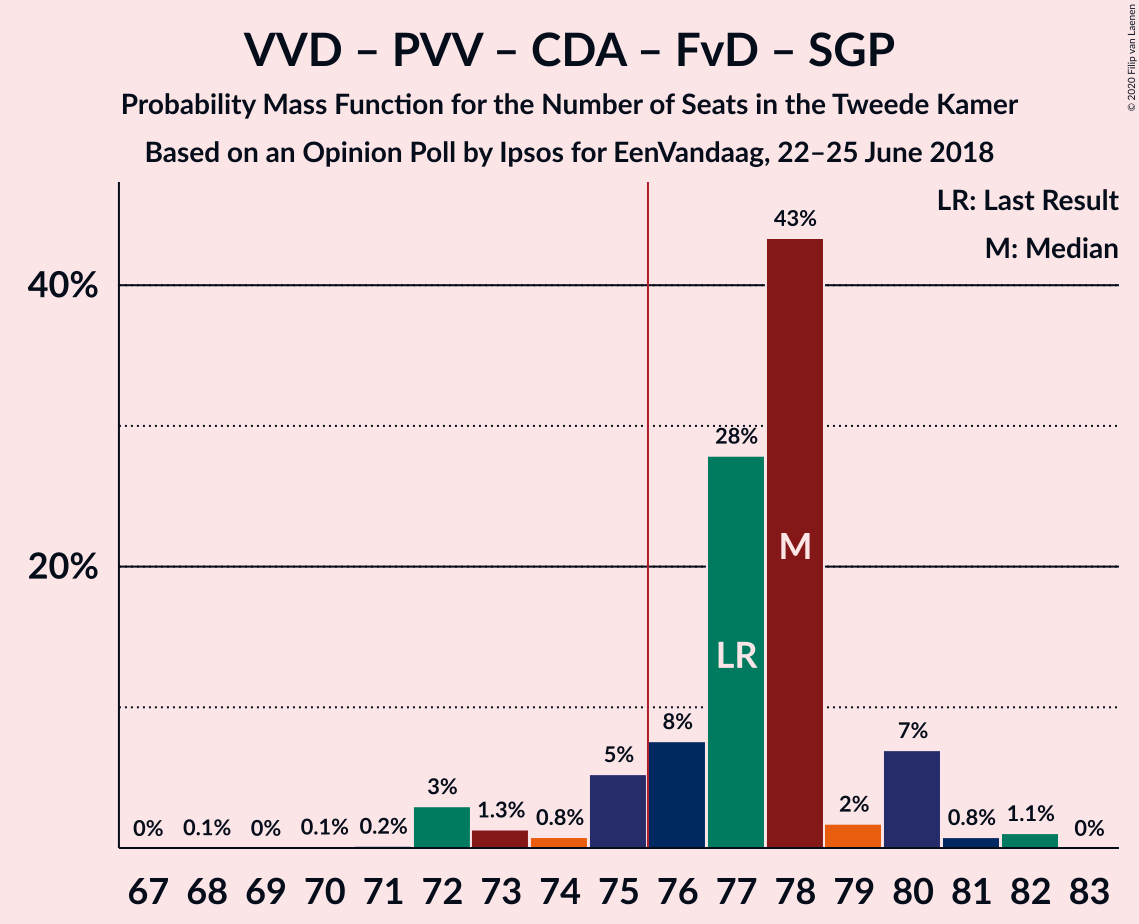 VVD – PVV – CDA – FvD – SGP
Probability Mass Function for the Number of Seats in the Tweede Kamer
Based on an Opinion Poll by Ipsos for EenVandaag, 22–25 June 2018
© 2020 Filip van Laenen
LR: Last Result
M: Median
40%
20%
0%
0.1%
0%
0.1%
0.2%
3%
1.3%
0.8%
5%
8%
28%
43%
2%
7%
0.8%
1.1%
0%
LR
M
67 68 69 70 71 72 73 74 75 76 77 78 79 80 81 82 83